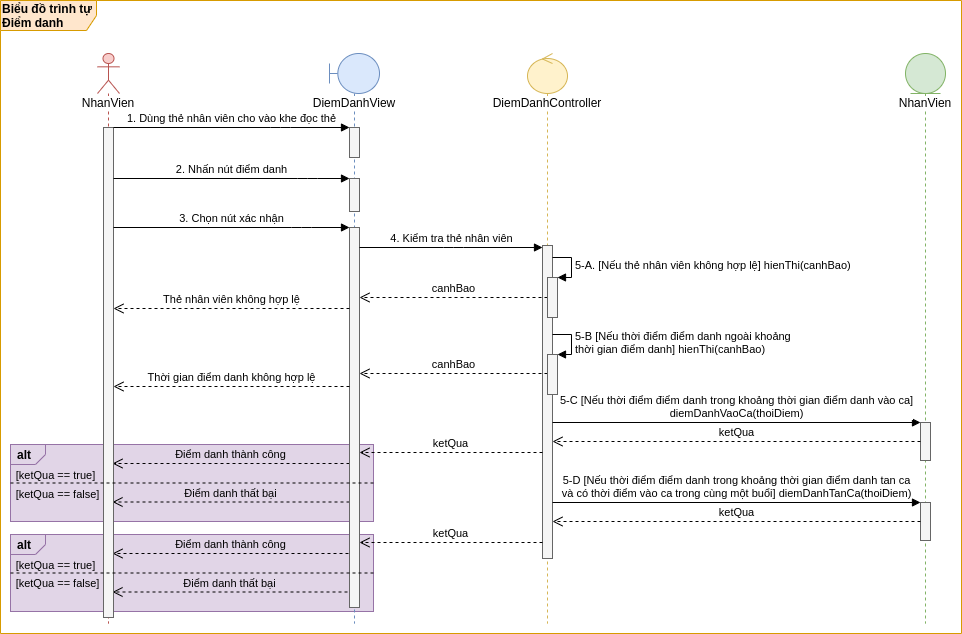 Biểu đồ trình tự
Điểm danh
NhanVien
DiemDanhView
DiemDanhController
NhanVien
1. Dùng thẻ nhân viên cho vào khe đọc thẻ
2. Nhấn nút điểm danh
3. Chọn nút xác nhận
4. Kiểm tra thẻ nhân viên
5-A. [Nếu thẻ nhân viên không hợp lệ] hienThi(canhBao)
canhBao
Thẻ nhân viên không hợp lệ
5-B [Nếu thời điểm điểm danh ngoài khoảng
thời gian điểm danh] hienThi(canhBao)
canhBao
Thời gian điểm danh không hợp lệ
5-C [Nếu thời điểm điểm danh trong khoảng thời gian điểm danh vào ca]
diemDanhVaoCa(thoiDiem)
ketQua
ketQua
alt
Điểm danh thành công
[ketQua == true]
[ketQua == false]
Điểm danh thất bại
5-D [Nếu thời điểm điểm danh trong khoảng thời gian điểm danh tan ca
và có thời điểm vào ca trong cùng một buổi] diemDanhTanCa(thoiDiem)
ketQua
ketQua
alt
Điểm danh thành công
[ketQua == true]
[ketQua == false]
Điểm danh thất bại